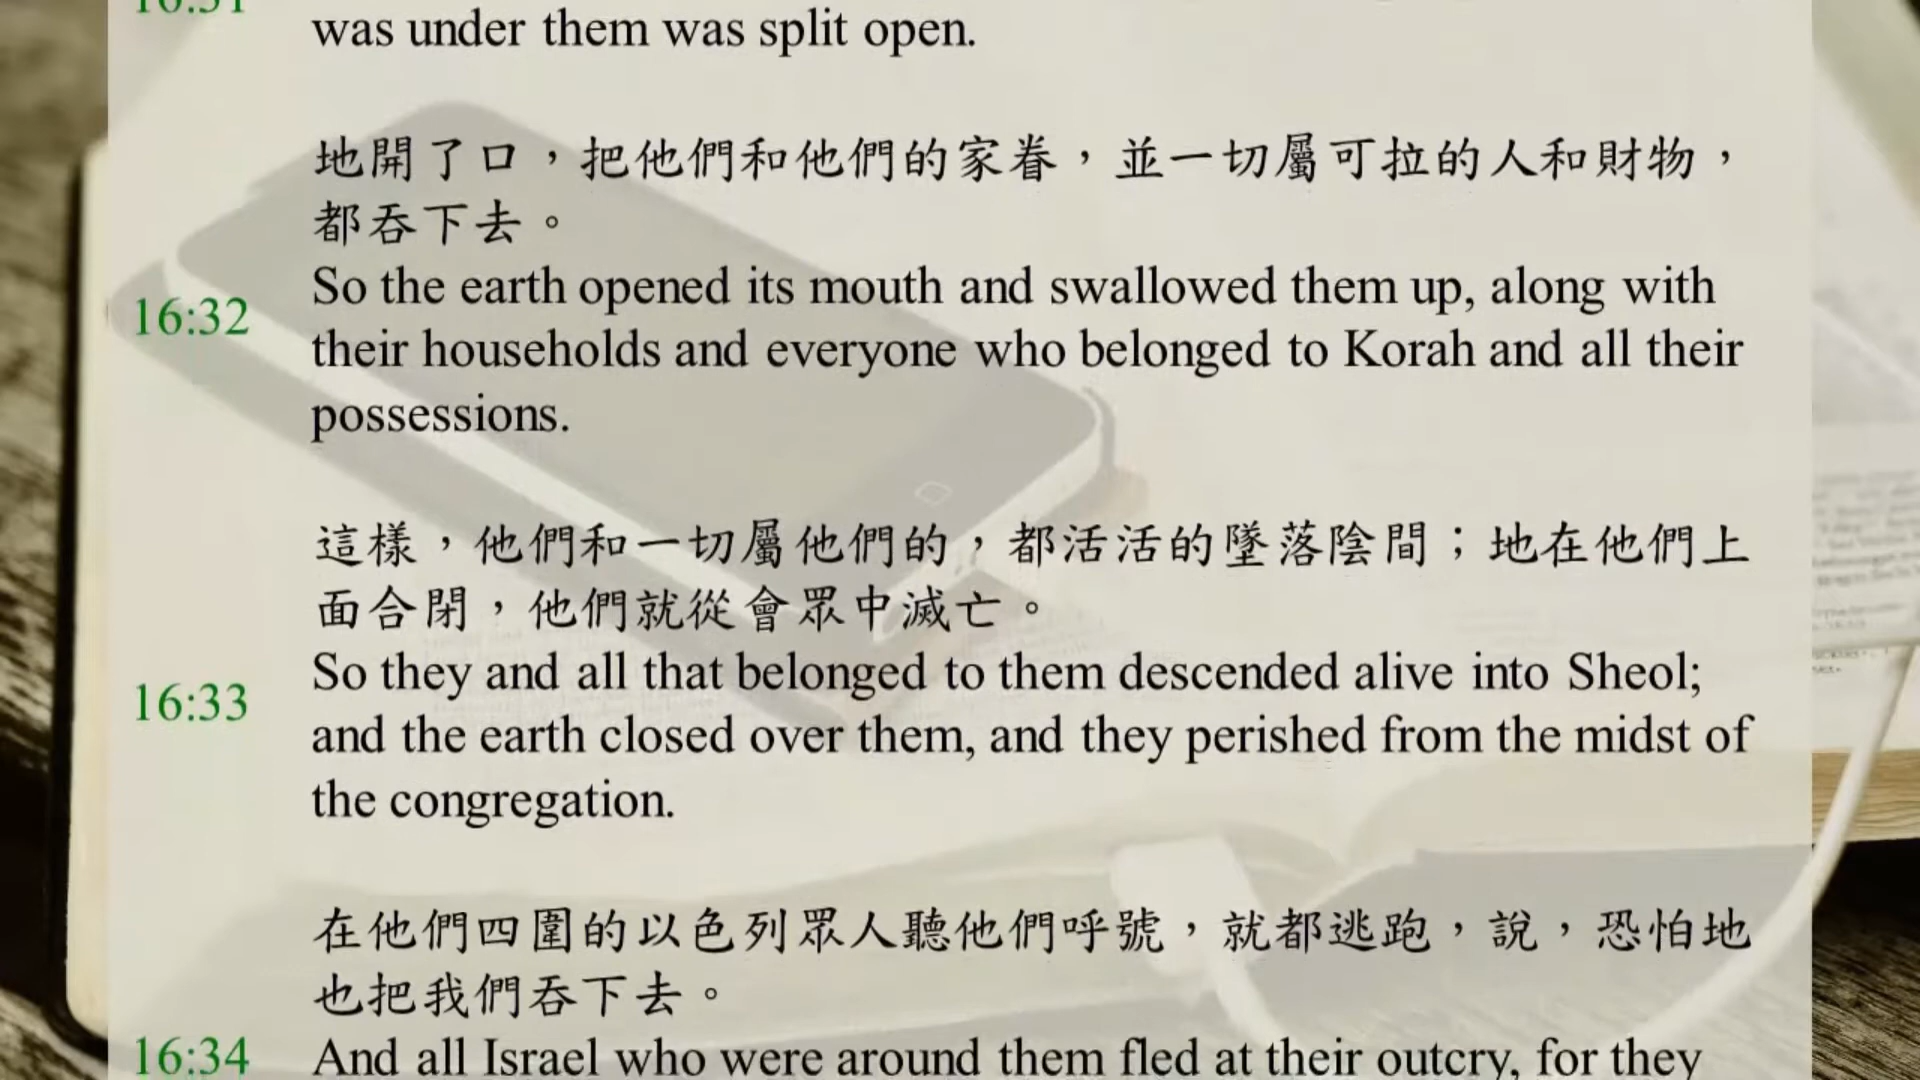 was under them was split open.
地開了口，把他們和他們的家眷，並一切屬可拉的人和財物，
都吞下去。
16:32
So the earth opened its mouth and swallowed them up, along with
their households and everyone who belonged to Korah and all their
possessions.
這樣，他們和一切屬他們的，都活活的墜落陰間；地在他們上
面合閉，他們就從會眾中滅亡。
16:33
So they and all that belonged to them descended alive into Sheol;
and the earth closed over them, and they perished from the midst of
the congregation.
在他們四圍的以色列眾人聽他們呼號，就都逃跑，說，恐怕地
也把我們吞下去。
16:34
And all Israel who were around them fled at their outcry, for they